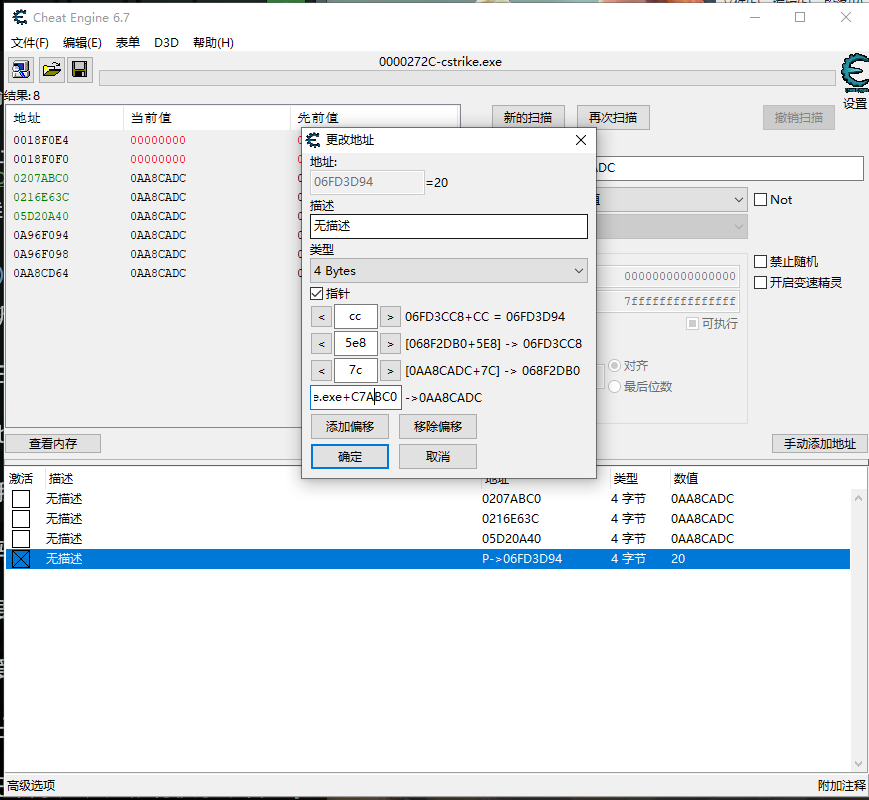 Cheat Engine 6.7
文件(F) 编辑(E) 表单 D3D 帮助(H)
0000272C-cstrike.exe
设置
结果: 8
地址 当前值 先前值
0018F0E4 00000000
0018F0F0 00000000
0207ABC0 0AA8CADC
0216E63C 0AA8CADC
05D20A40 0AA8CADC
0A96F094 0AA8CADC
0A96F098 0AA8CADC
0AA8CD64 0AA8CADC
新的扫描 再次扫描 撤销扫描
DC
值
Not
禁止随机
开启变速精灵
0000000000000000
7fffffffffffffff
可执行
对齐
最后位数
查看内存
手动添加地址
更改地址
地址:
06FD3D94 =20
描述
无描述
类型
4 Bytes
指针
< cc > 06FD3CC8+CC = 06FD3D94
< 5e8 > [068F2DB0+5E8] -> 06FD3CC8
< 7c > [0AA8CADC+7C] -> 068F2DB0
e.exe+C7ABC0 ->0AA8CADC
添加偏移 移除偏移
确定 取消
激活 描述 地址 类型 数值
无描述 0207ABC0 4 字节 0AA8CADC
无描述 0216E63C 4 字节 0AA8CADC
无描述 05D20A40 4 字节 0AA8CADC
无描述 P->06FD3D94 4 字节 20
高级选项 附加注释